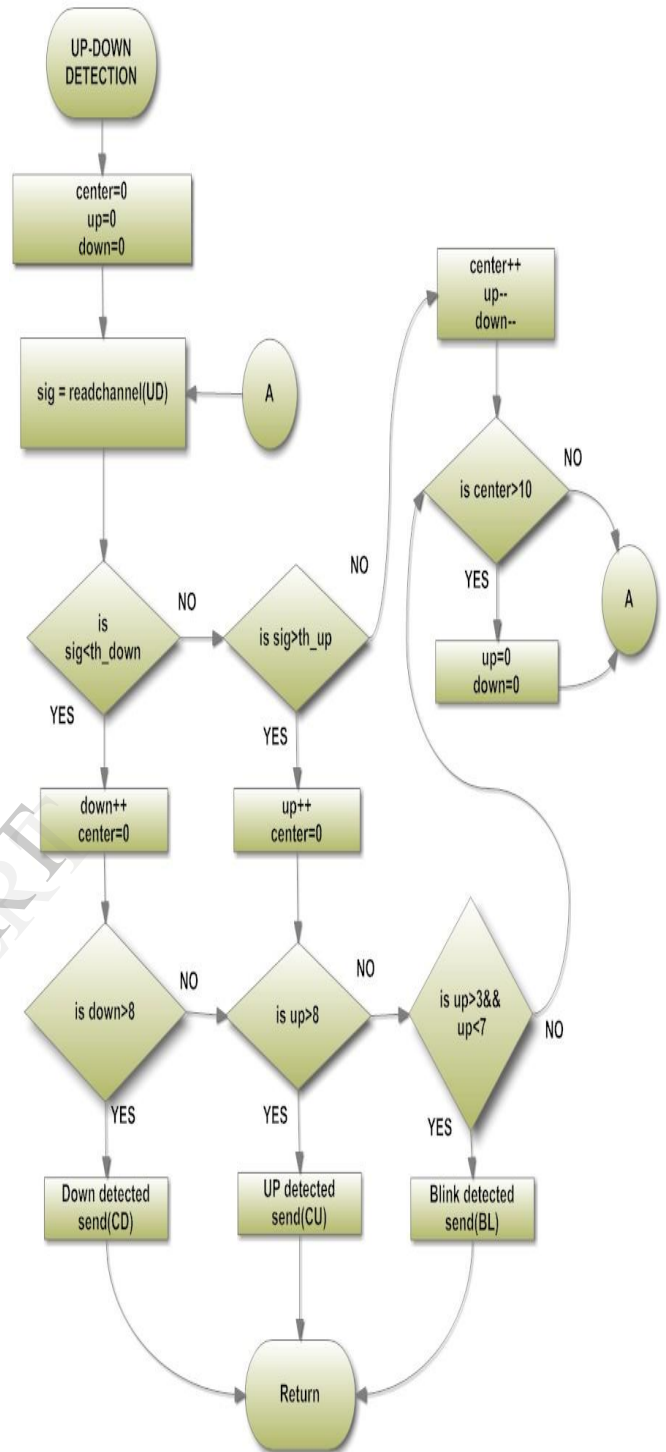 UP-DOWN
DETECTION
center=0
up=0
down=0
sig = readchannel(UD)
A
is
sig<th_down
NO
YES
is sig>th_up
NO
YES
center++
up--
down--
is center>10
NO
YES
A
up=0
down=0
down++
center=0
up++
center=0
is down>8
NO
YES
is up>8
NO
YES
is up>3&&
up<7
NO
YES
Down detected
send(CD)
UP detected
send(CU)
Blink detected
send(BL)
Return